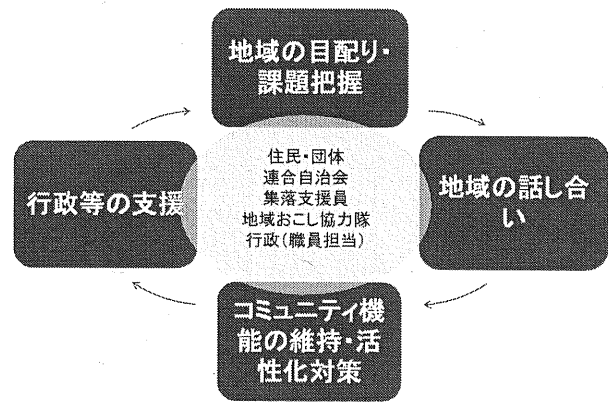 地域の目配り・
課題把握
住民・団体
連合自治会
集落支援員
地域おこし協力隊
行政(職員担当)
行政等の支援
地域の話し合
い
コミュニティ機
能の維持・活
性化対策